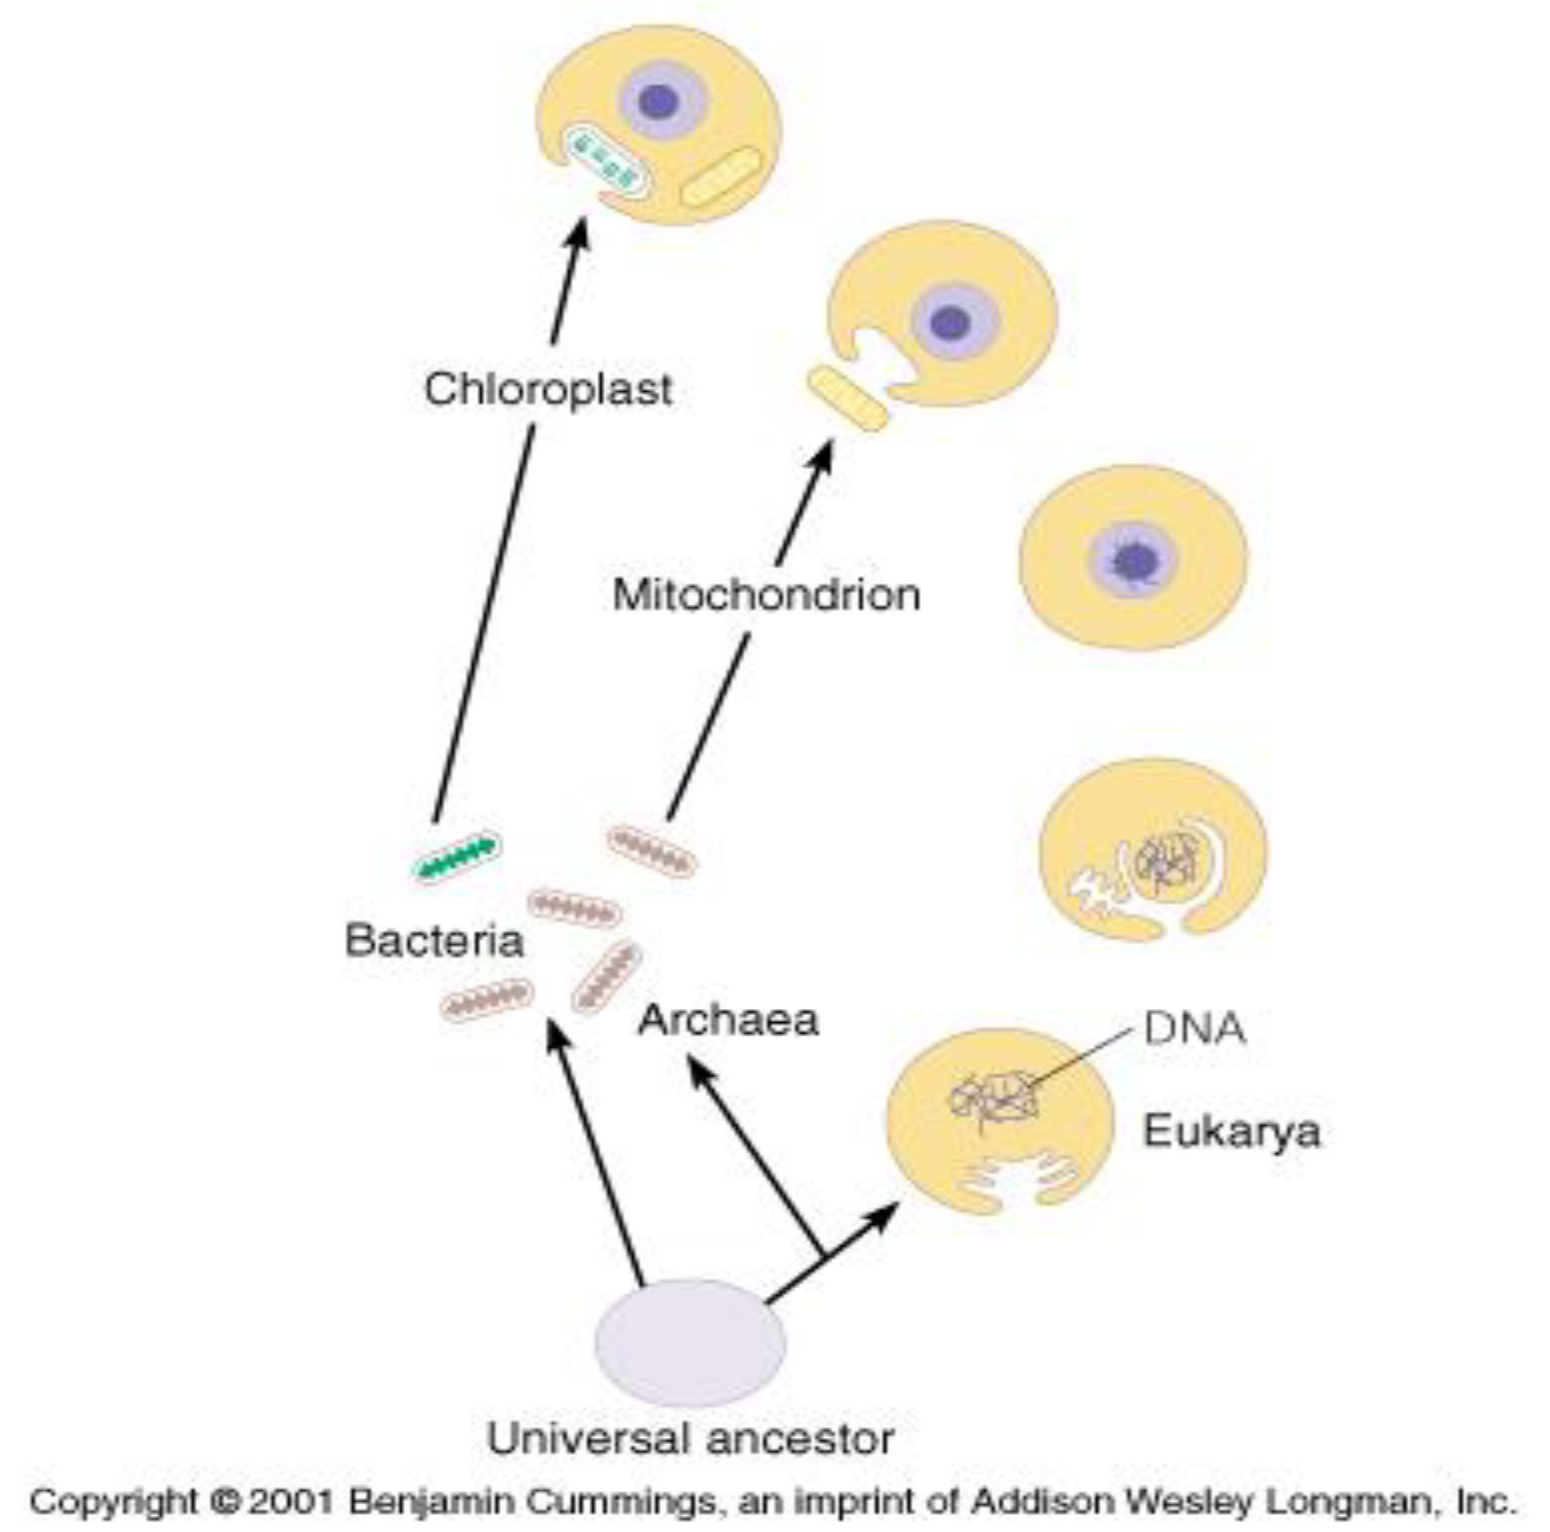 Chloroplast
Mitochondrion
Bacteria
Archaea
DNA
Eukarya
Universal ancestor
Copyright © 2001 Benjamin Cummings, an imprint of Addison Wesley Longman, Inc.